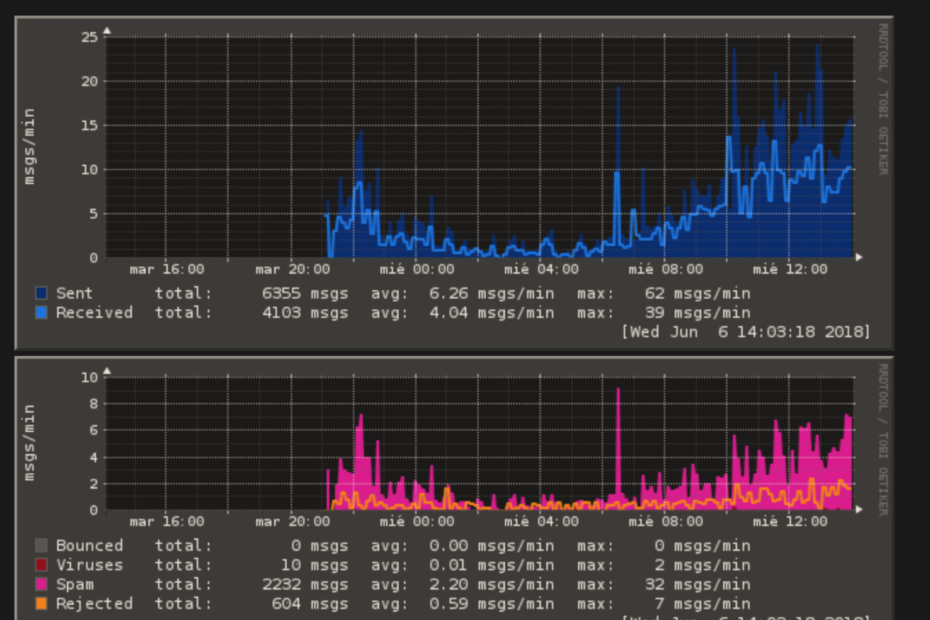 25
20
15
10
5
0
msgs/min
RRDTOOL / TOBI OETIKER
mar 16:00 mar 20:00 mié 00:00 mié 04:00 mié 08:00 mié 12:00
Sent total: 6355 msgs avg: 6.26 msgs/min max: 62 msgs/min
Received total: 4103 msgs avg: 4.04 msgs/min max: 39 msgs/min
[Wed Jun 6 14:03:18 2018]
10
8
6
4
2
0
msgs/min
RRDTOOL / TOBI OETIKER
mar 16:00 mar 20:00 mié 00:00 mié 04:00 mié 08:00 mié 12:00
Bounced total: 0 msgs avg: 0.00 msgs/min max: 0 msgs/min
Viruses total: 10 msgs avg: 0.01 msgs/min max: 2 msgs/min
Spam total: 2232 msgs avg: 2.20 msgs/min max: 32 msgs/min
Rejected total: 604 msgs avg: 0.59 msgs/min max: 7 msgs/min
[Wed Jun 6 14:03:18 2018]